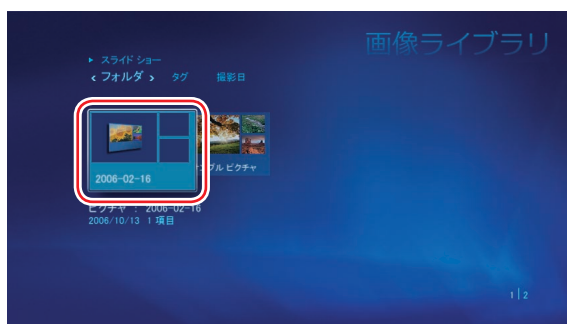 画像ライブラリ
▶ スライド ショー
‹ フォルダ › タグ 撮影日
2006-02-16
ンプル ピクチャ
ピクチャ : 2006-02-16
2006/10/13 1 項目
1 | 2